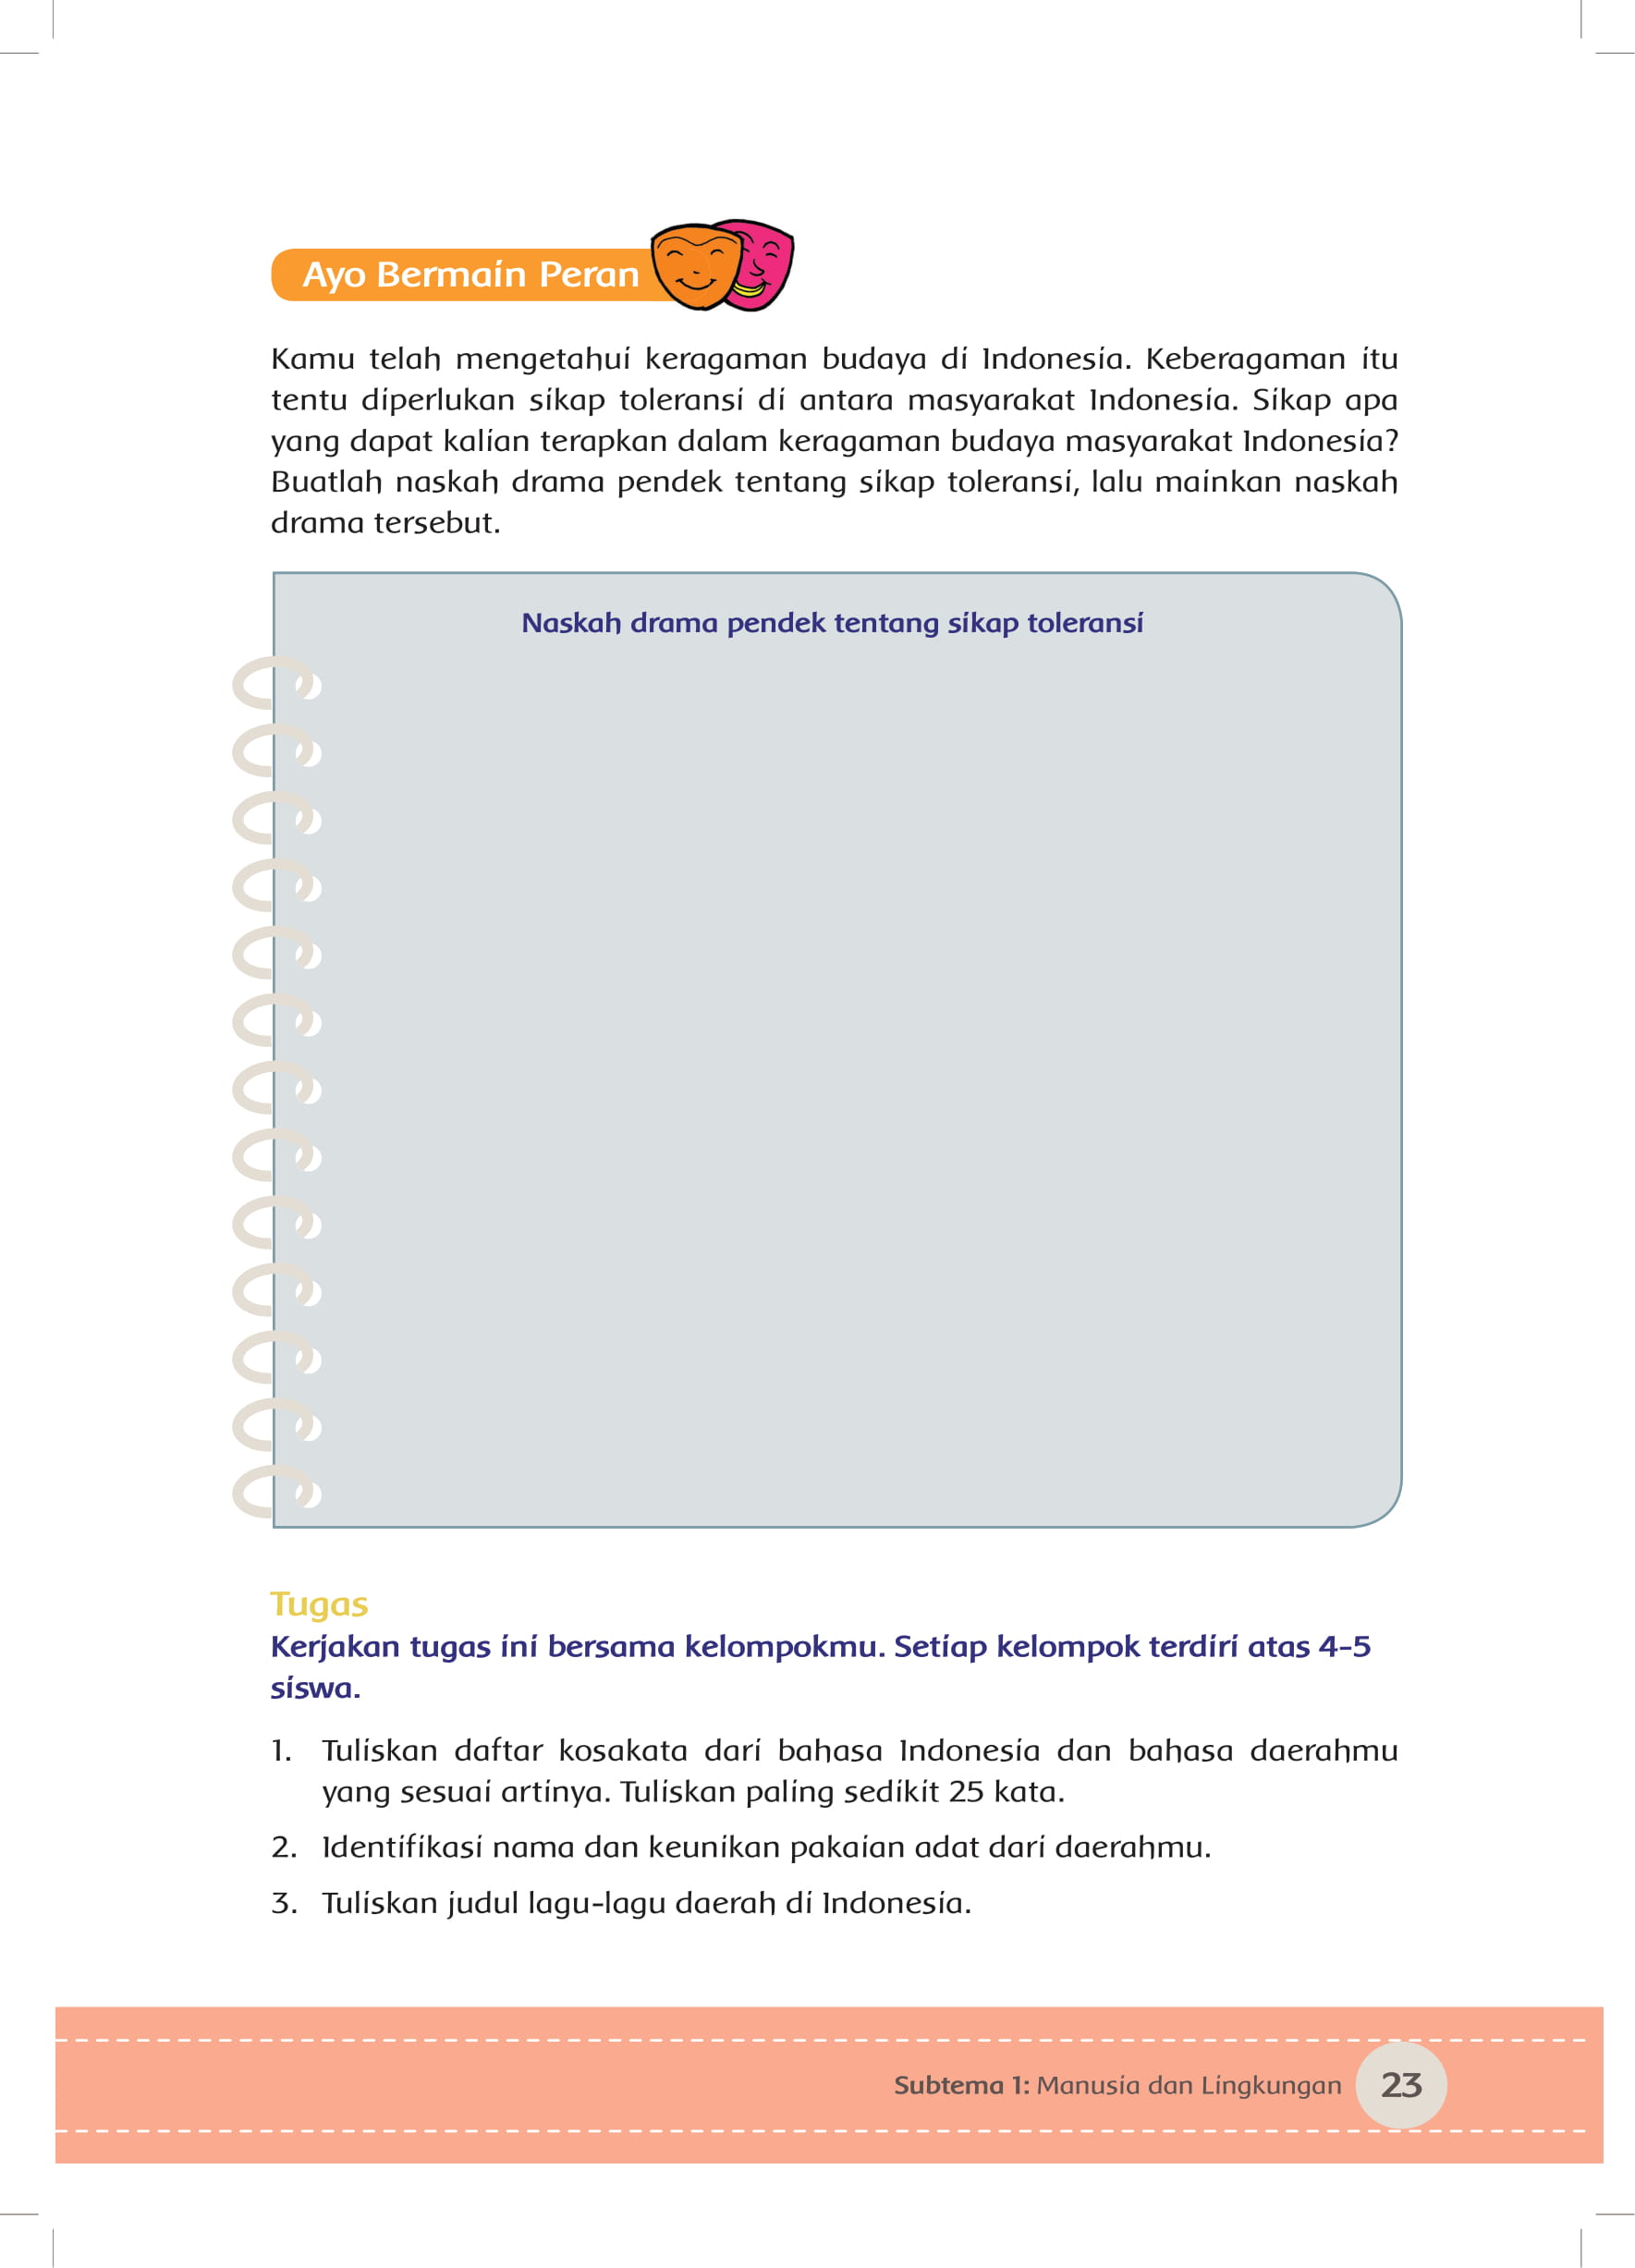 Ayo Bermain Peran
Kamu telah mengetahui keragaman budaya di Indonesia. Keberagaman itu
tentu diperlukan sikap toleransi di antara masyarakat Indonesia. Sikap apa
yang dapat kalian terapkan dalam keragaman budaya masyarakat Indonesia?
Buatlah naskah drama pendek tentang sikap toleransi, lalu mainkan naskah
drama tersebut.
Naskah drama pendek tentang sikap toleransi
Tugas
Kerjakan tugas ini bersama kelompokmu. Setiap kelompok terdiri atas 4-5
siswa.
1. Tuliskan daftar kosakata dari bahasa Indonesia dan bahasa daerahmu
yang sesuai artinya. Tuliskan paling sedikit 25 kata.
2. Identifikasi nama dan keunikan pakaian adat dari daerahmu.
3. Tuliskan judul lagu-lagu daerah di Indonesia.
Subtema 1: Manusia dan Lingkungan 23